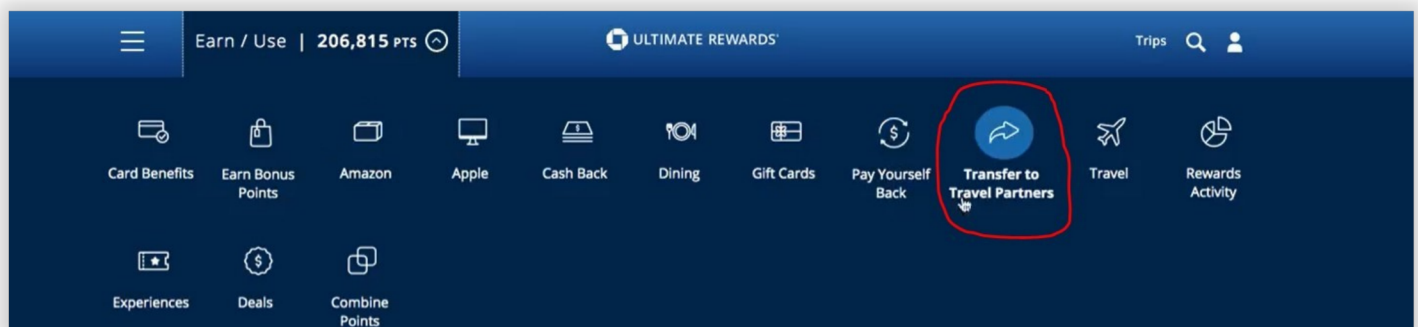 Earn / Use | 206,815 PTS
ULTIMATE REWARDS®
Trips
Card Benefits
Earn Bonus
Points
Amazon
Apple
Cash Back
Dining
Gift Cards
Pay Yourself
Back
Transfer to
Travel Partners
Travel
Rewards
Activity
Experiences
Deals
Combine
Points